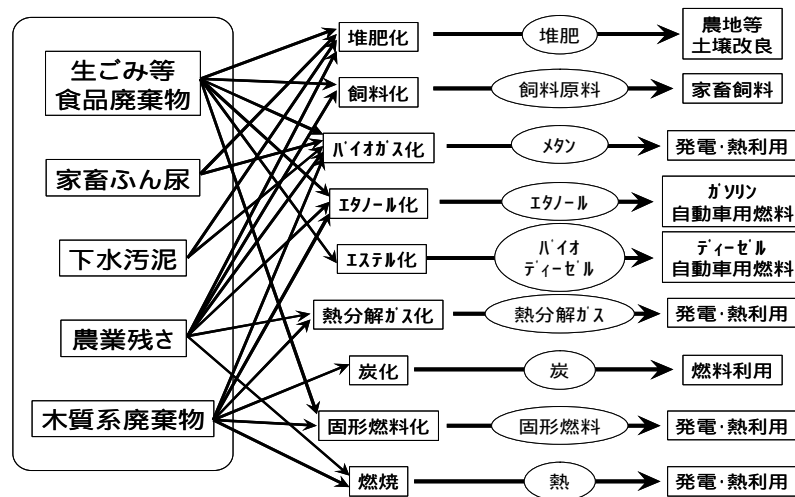 生ごみ等
食品廃棄物
家畜ふん尿
下水汚泥
農業残さ
木質系廃棄物
堆肥化
堆肥
農地等
土壌改良
飼料化
飼料原料
家畜飼料
ﾊﾞｲｵｶﾞｽ化
ﾒﾀﾝ
発電･熱利用
ｴﾀﾉｰﾙ化
ｴﾀﾉｰﾙ
ｶﾞｿﾘﾝ
自動車用燃料
ｴｽﾃﾙ化
ﾊﾞｲｵ
ﾃﾞｨｰｾﾞﾙ
ﾃﾞｨｰｾﾞﾙ
自動車用燃料
熱分解ｶﾞｽ化
熱分解ｶﾞｽ
発電･熱利用
炭化
炭
燃料利用
固形燃料化
固形燃料
発電･熱利用
燃焼
熱
発電･熱利用